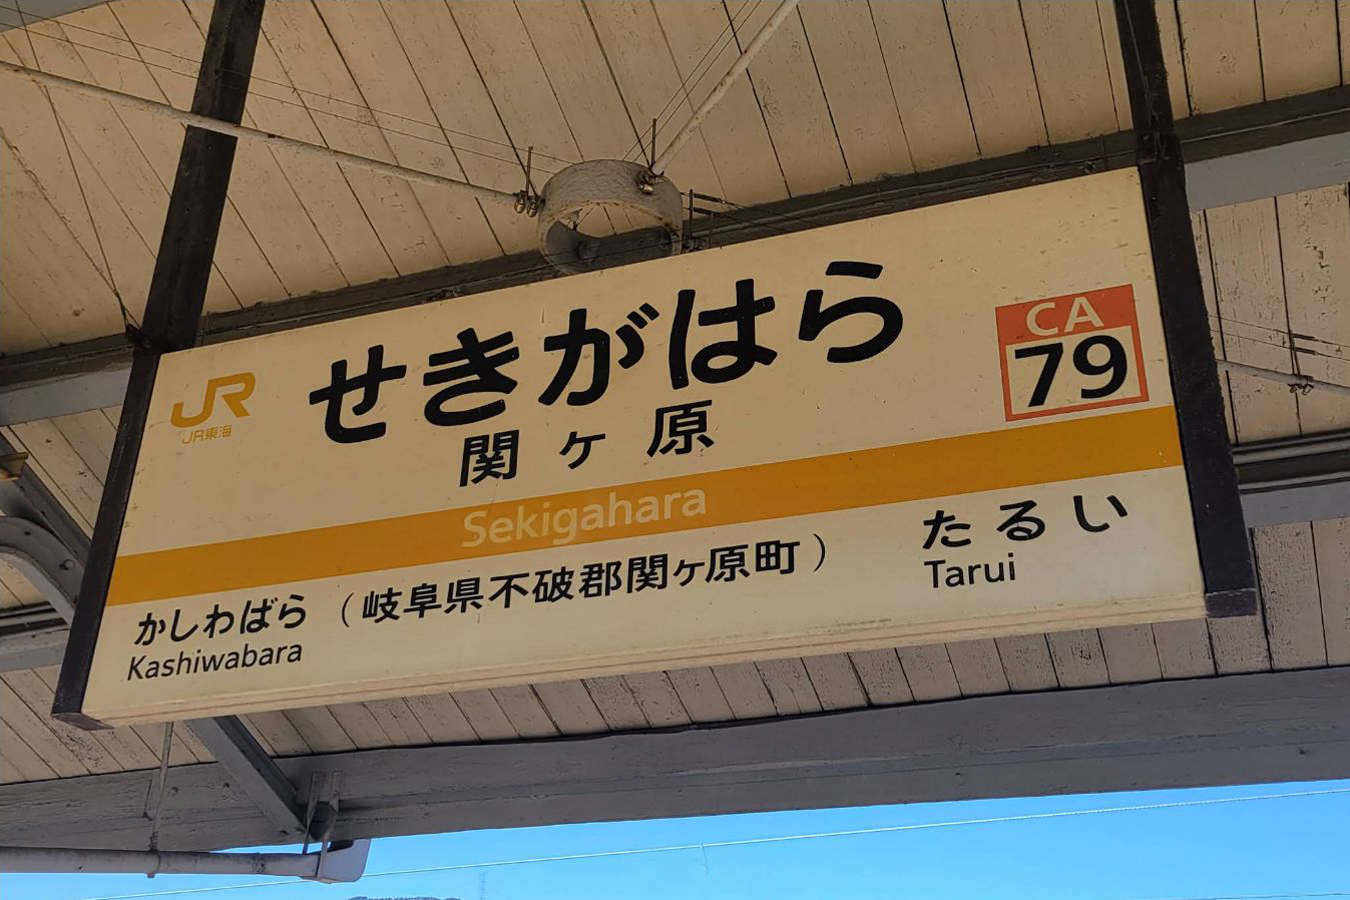 JR
JR東海
せきがはら
関ヶ原
CA
79
Sekigahara
かしわばら
Kashiwabara
（岐阜県不破郡関ヶ原町）
たるい
Tarui